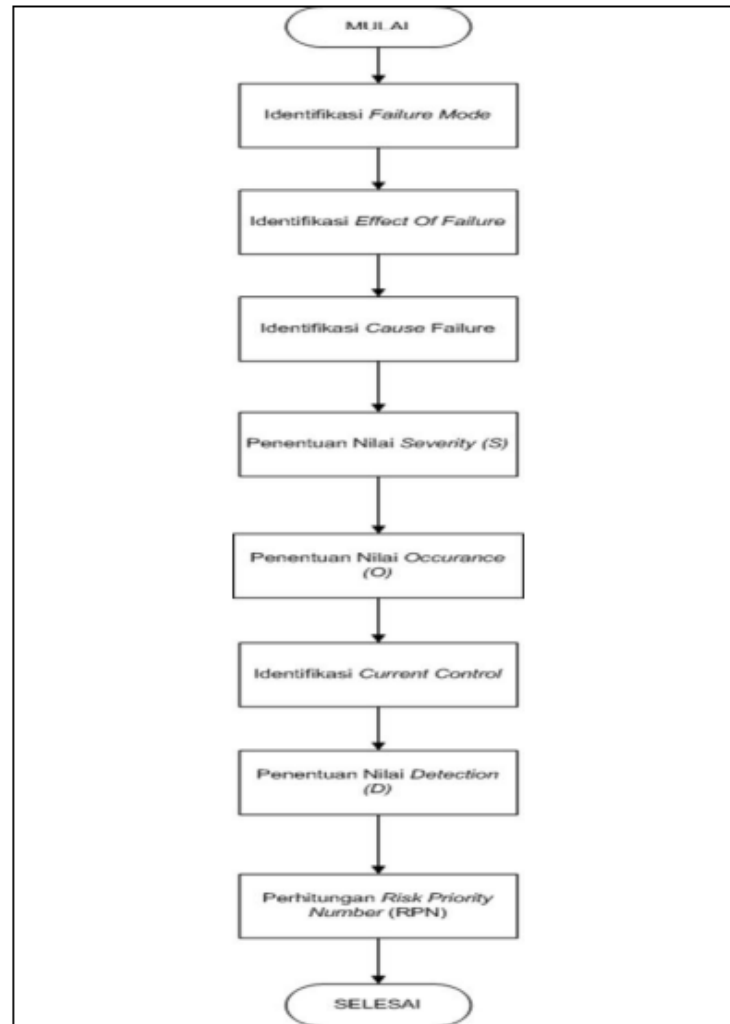 MULAI
Identifikasi Failure Mode
Identifikasi Effect Of Failure
Identifikasi Cause Failure
Penentuan Nilai Severity (S)
Penentuan Nilai Occurance
(O)
Identifikasi Current Control
Penentuan Nilai Detection
(D)
Perhitungan Risk Priority
Number (RPN)
SELESAI